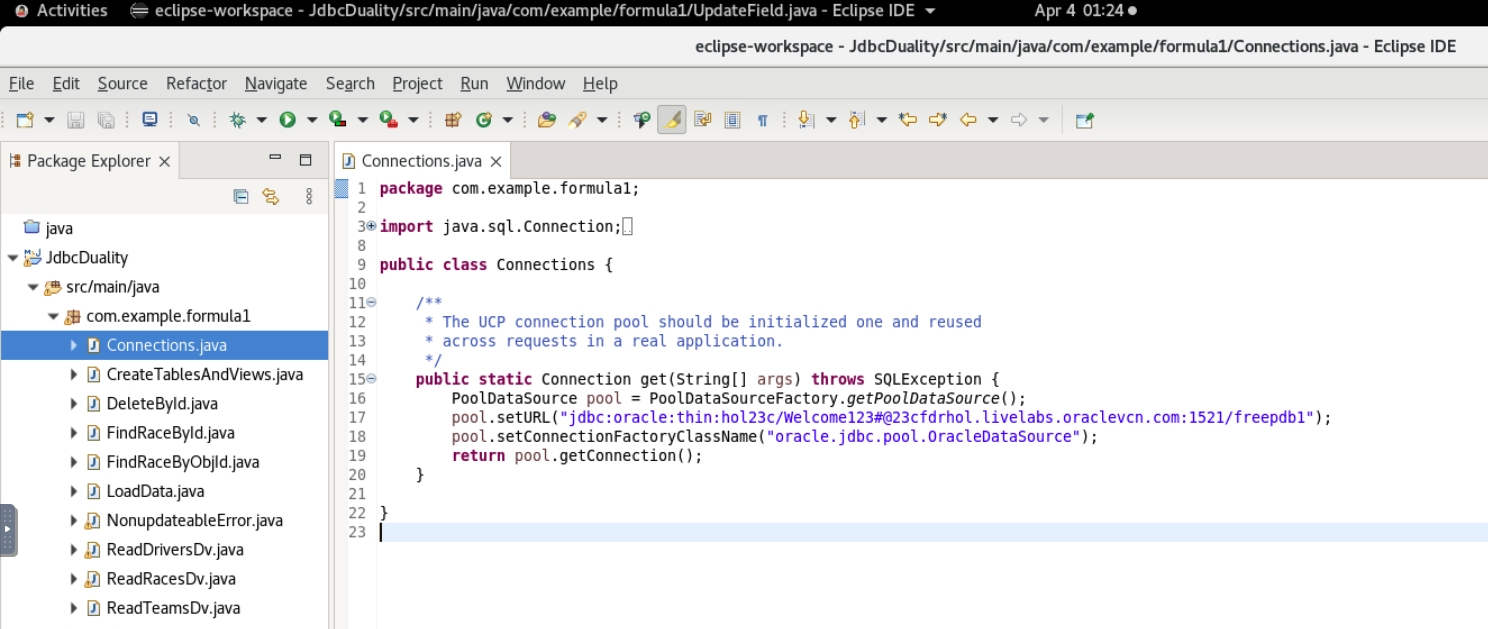 Activities eclipse-workspace - JdbcDuality/src/main/java/com/example/formula1/UpdateField.java - Eclipse IDE Apr 4 01:24
eclipse-workspace - JdbcDuality/src/main/java/com/example/formula1/Connections.java - Eclipse IDE
File Edit Source Refactor Navigate Search Project Run Window Help
Package Explorer
java
JdbcDuality
src/main/java
com.example.formula1
Connections.java
CreateTablesAndViews.java
DeleteById.java
FindRaceById.java
FindRaceByObjId.java
LoadData.java
NonupdateableError.java
ReadDriversDv.java
ReadRacesDv.java
ReadTeamsDv.java
Connections.java
1 package com.example.formula1;
2
3 import java.sql.Connection;
8
9 public class Connections {
10
11 /**
12 * The UCP connection pool should be initialized one and reused
13 * across requests in a real application.
14 */
15 public static Connection get(String[] args) throws SQLException {
16 PoolDataSource pool = PoolDataSourceFactory.getPoolDataSource();
17 pool.setURL("jdbc:oracle:thin:hol23c/Welcome123#@23cfdrhol.livelabs.oraclevcn.com:1521/freepdb1");
18 pool.setConnectionFactoryClassName("oracle.jdbc.pool.OracleDataSource");
19 return pool.getConnection();
20 }
21
22 }
23